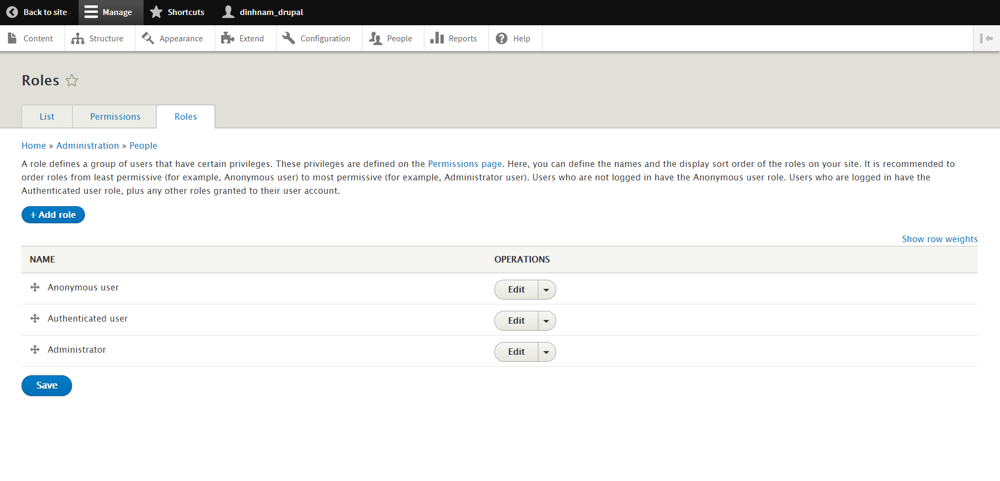 Back to site Manage Shortcuts dinhnam_drupal
Content Structure Appearance Extend Configuration People Reports Help
Roles
List Permissions Roles
Home » Administration » People
A role defines a group of users that have certain privileges. These privileges are defined on the Permissions page. Here, you can define the names and the display sort order of the roles on your site. It is recommended to
order roles from least permissive (for example, Anonymous user) to most permissive (for example, Administrator user). Users who are not logged in have the Anonymous user role. Users who are logged in have the
Authenticated user role, plus any other roles granted to their user account.
+ Add role
Show row weights
NAME OPERATIONS
Anonymous user Edit
Authenticated user Edit
Administrator Edit
Save